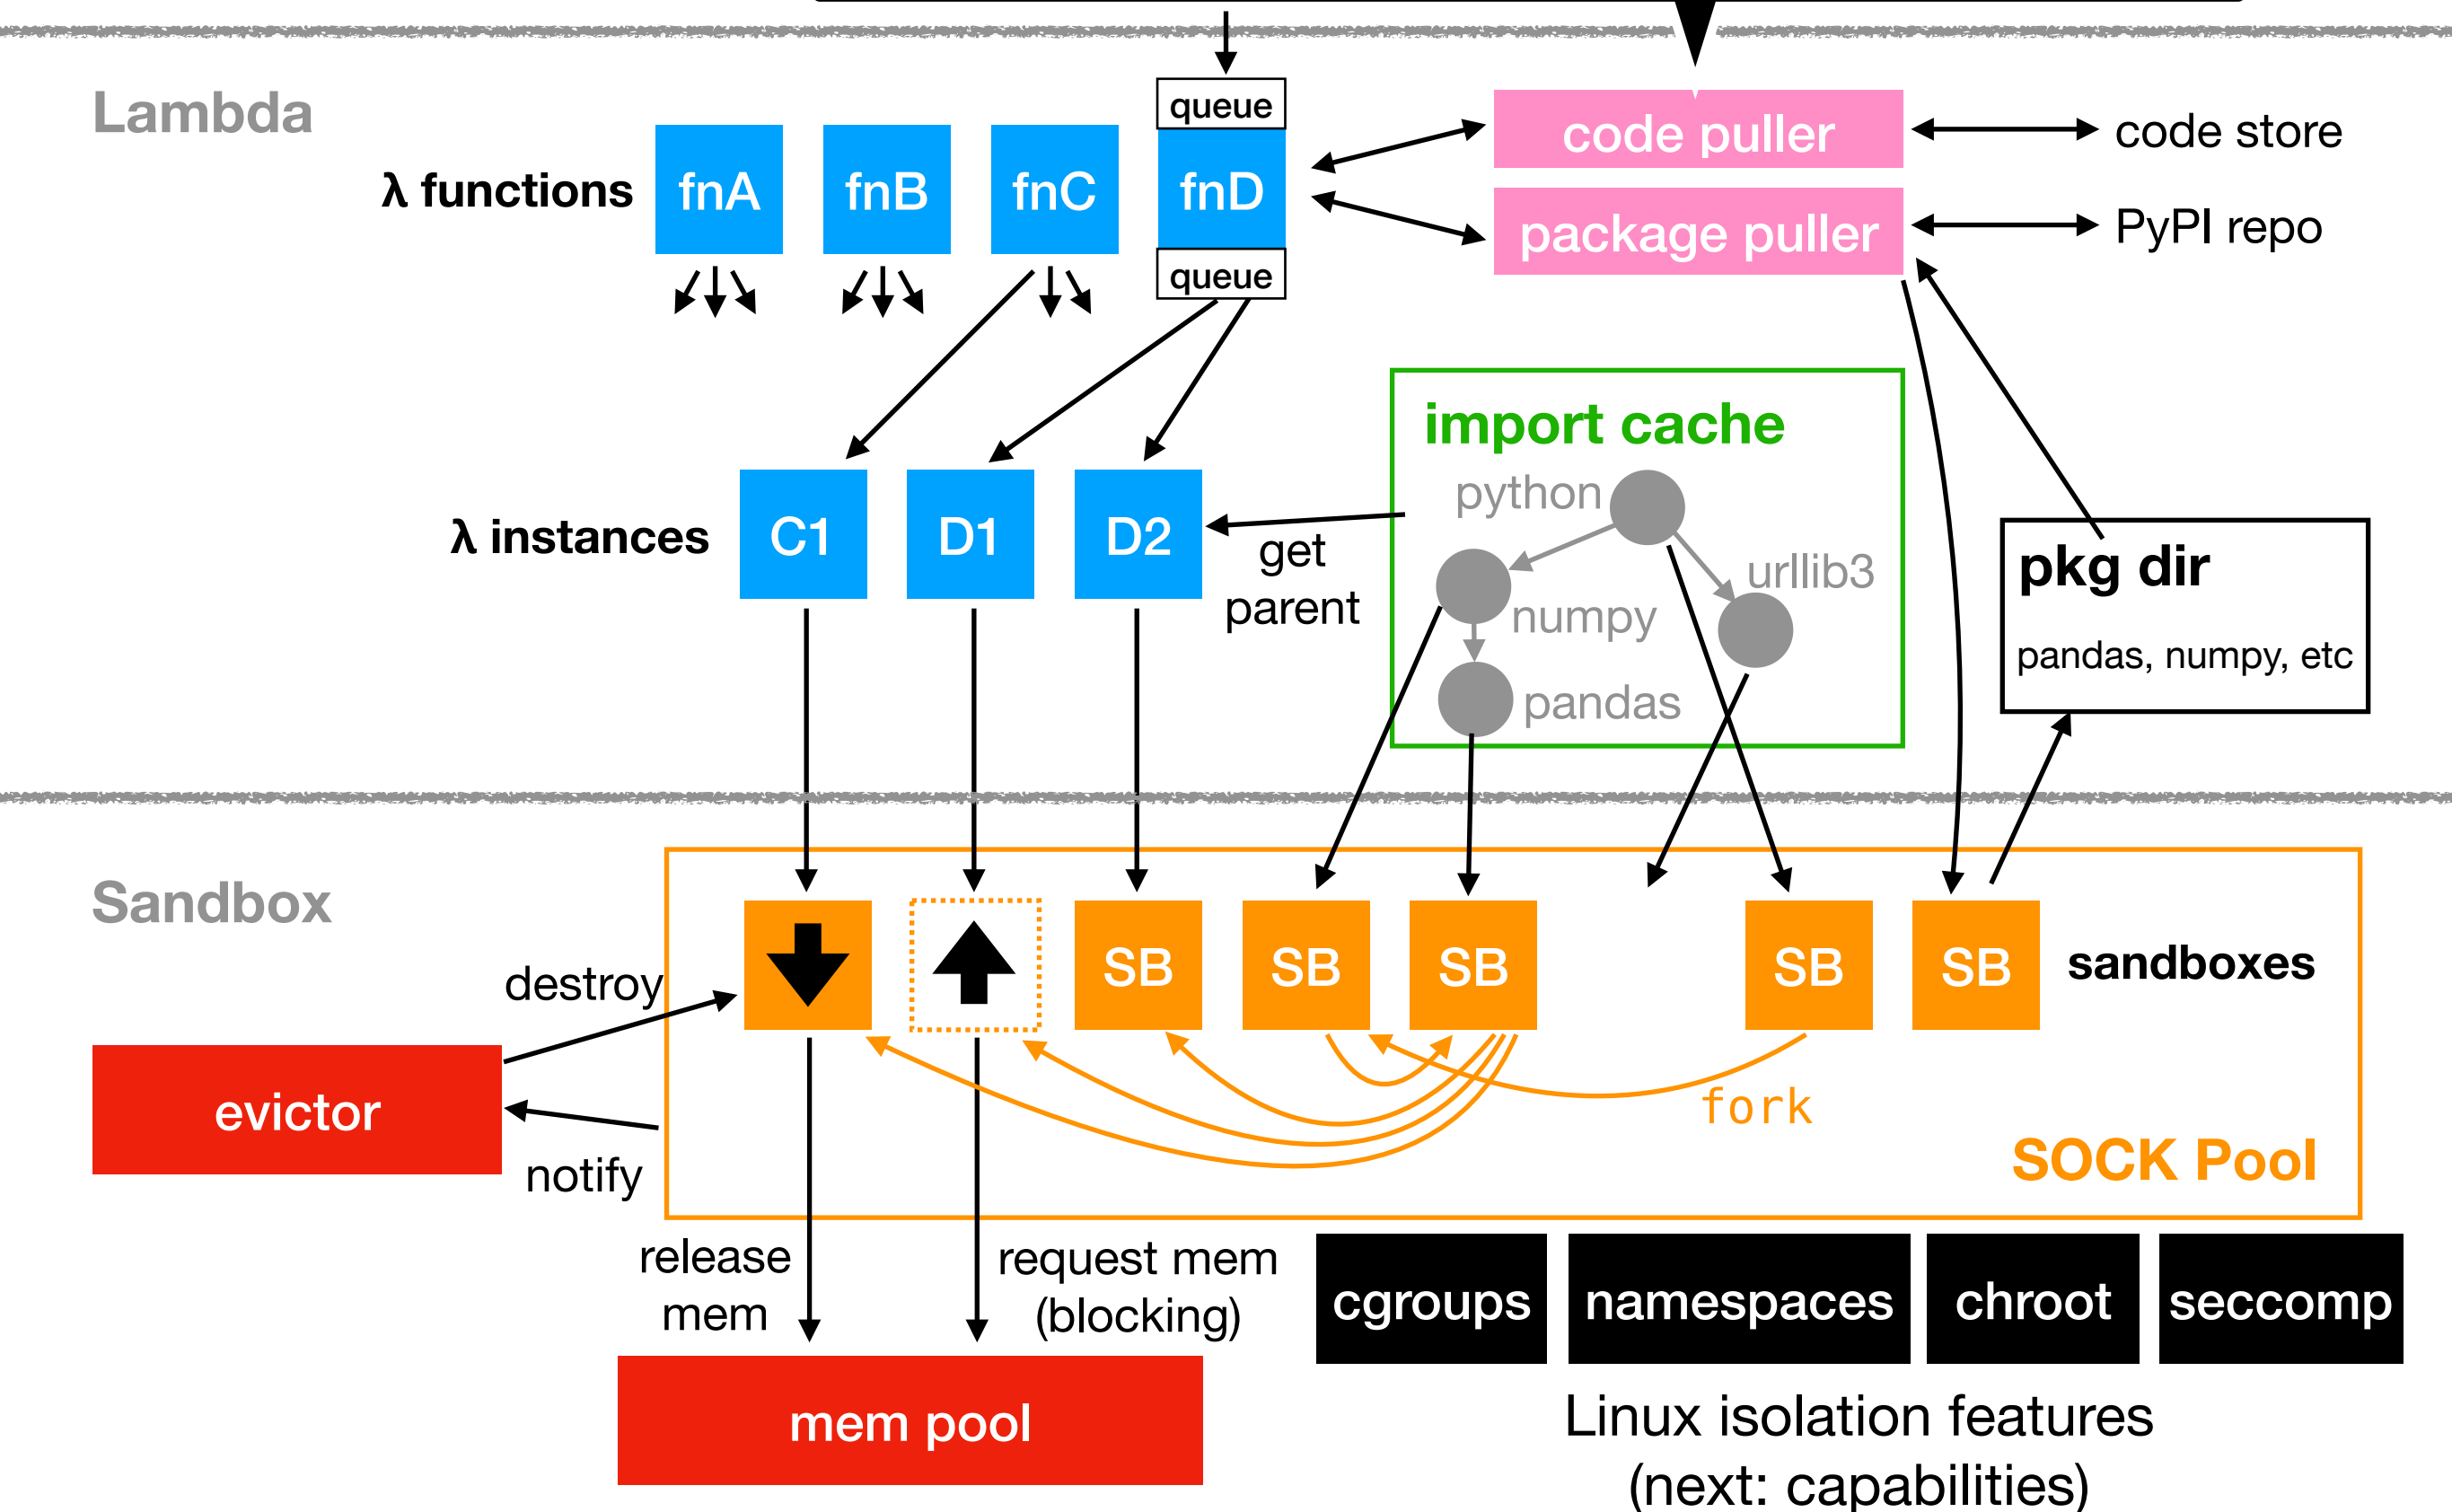 Lambda
queue
λ functions
fnA
fnB
fnC
fnD
queue
code puller
code store
package puller
PyPI repo
import cache
python
urllib3
numpy
pandas
λ instances
C1
D1
D2
get
parent
pkg dir
pandas, numpy, etc
Sandbox
SB
SB
SB
SB
SB
sandboxes
destroy
evictor
notify
fork
SOCK Pool
release
mem
request mem
(blocking)
mem pool
cgroups
namespaces
chroot
seccomp
Linux isolation features
(next: capabilities)